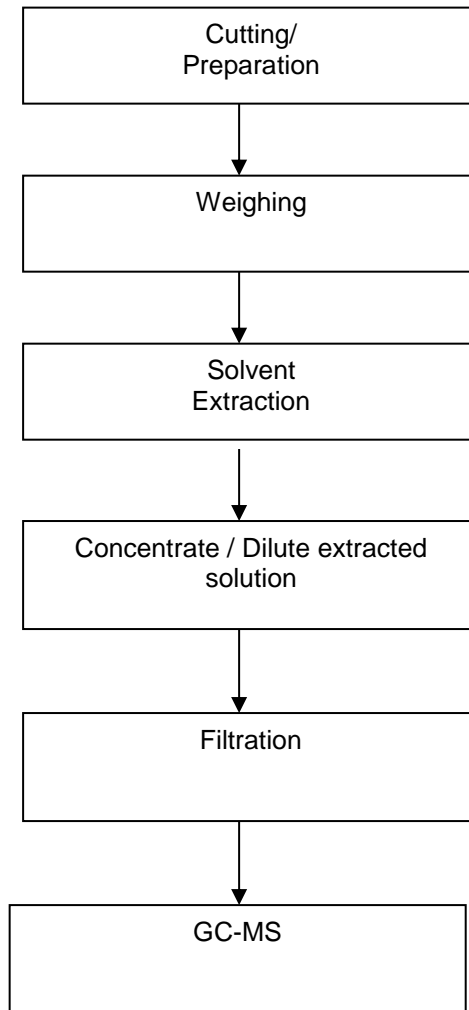 Cutting/
Preparation
Weighing
Solvent
Extraction
Concentrate / Dilute extracted
solution
Filtration
GC-MS